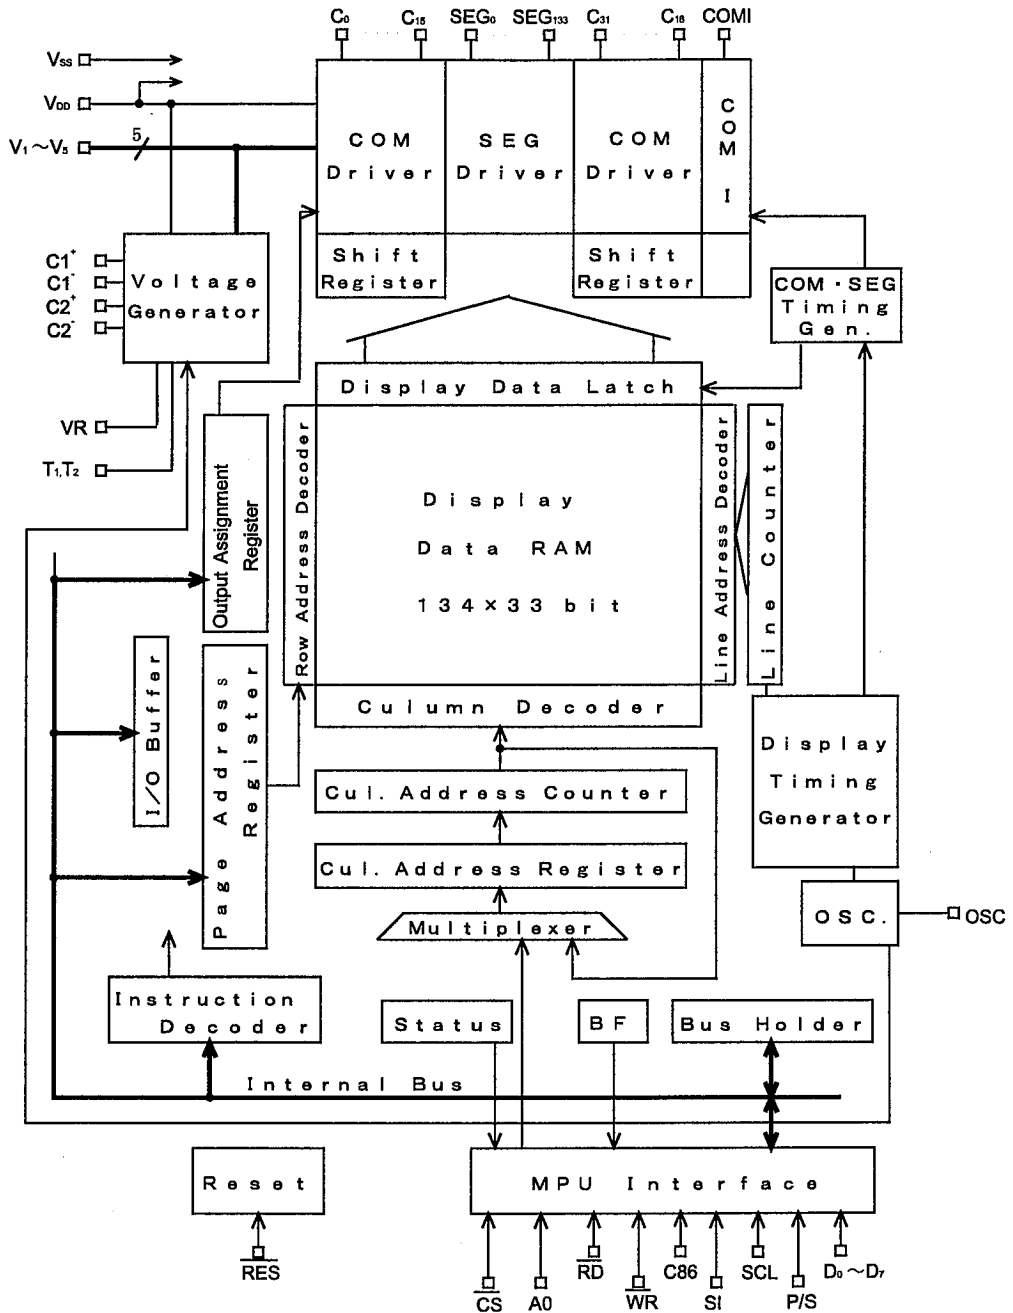 C0 C15 SEG0 SEG133 C31 C16 COMI
VSS
VDD
V1~V5
5
COM
Driver
SEG
Driver
COM
Driver
COM I
Shift
Register
Shift
Register
C1+
C1-
C2+
C2-
Voltage
Generator
COM・SEG
Timing
Gen.
VR
T1,T2
Display Data Latch
Output Assignment
Register
Row Address Decoder
Display
Data RAM
134×33 bit
Line Address Decoder
Line Counter
I/O Buffer
Page Address
Register
Culumn Decoder
Display
Timing
Generator
Cul. Address Counter
Cul. Address Register
Multiplexer
OSC.
OSC
Instruction
Decoder
Status
BF
Bus Holder
Internal Bus
Reset
MPU Interface
RES
CS A0 RD WR C86 SI SCL P/S D0~D7